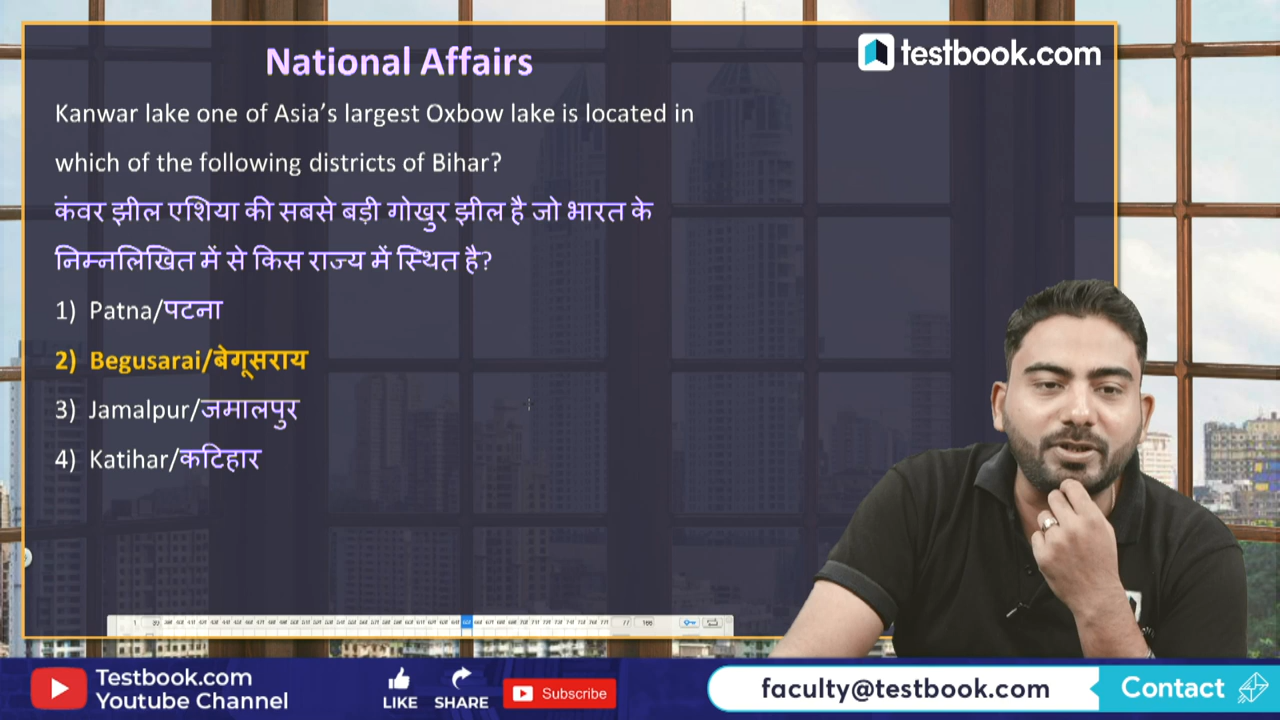 National Affairs
testbook.com
Kanwar lake one of Asia's largest Oxbow lake is located in
which of the following districts of Bihar?
कंवर झील एशिया की सबसे बड़ी गोखुर झील है जो भारत के
निम्नलिखित में से किस राज्य में स्थित है?
1) Patna/पटना
2) Begusarai/बेगूसराय
3) Jamalpur/जमालपुर
4) Katihar/कटिहार
Testbook.com
Youtube Channel
LIKE
SHARE
Subscribe
faculty@testbook.com
Contact